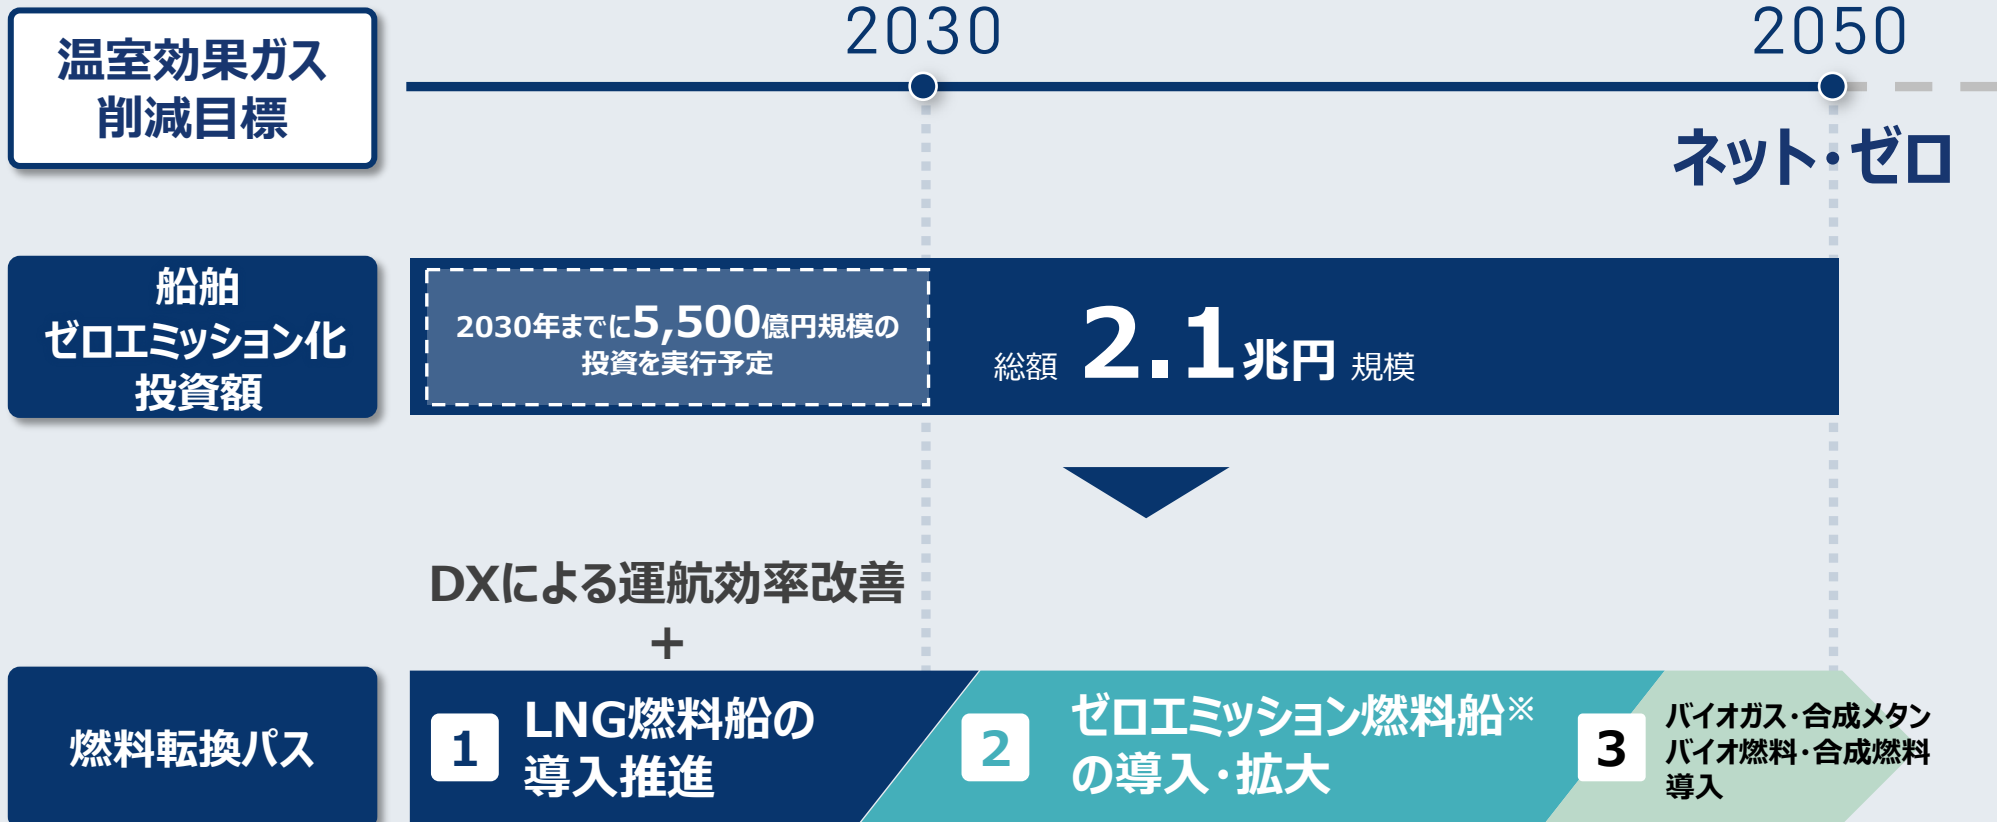 温室効果ガス
削減目標
2030
2050
ネット・ゼロ
船舶
ゼロエミッション化
投資額
2030年までに5,500億円規模の
投資を実行予定
総額 2.1兆円 規模
DXによる運航効率改善
+
燃料転換パス
1
LNG燃料船の
導入推進
2
ゼロエミッション燃料船※
の導入・拡大
3
バイオガス・合成メタン
バイオ燃料・合成燃料
導入